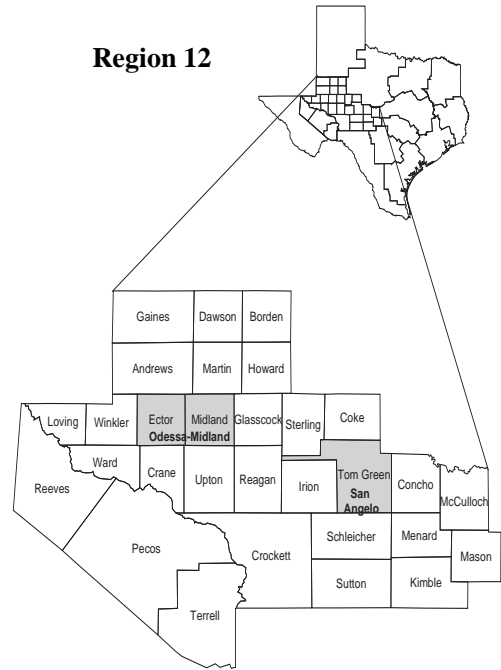 Region 12
Gaines Dawson Borden
Andrews Martin Howard
Loving Winkler Ector Midland Glasscock Sterling Coke
Odessa-Midland
Ward Crane Upton Reagan Irion Tom Green Concho McCulloch
San
Angelo
Reeves
Pecos Crockett Schleicher Menard Mason
Sutton Kimble
Terrell